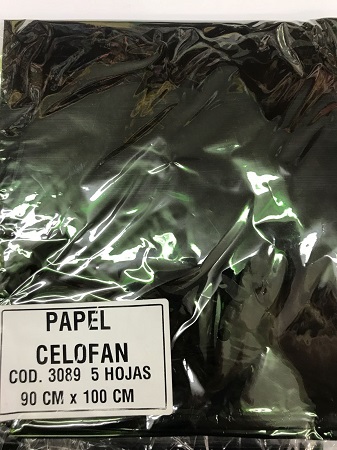 PAPEL
CELOFAN
COD. 3089 5 HOJAS
90 CM x 100 CM